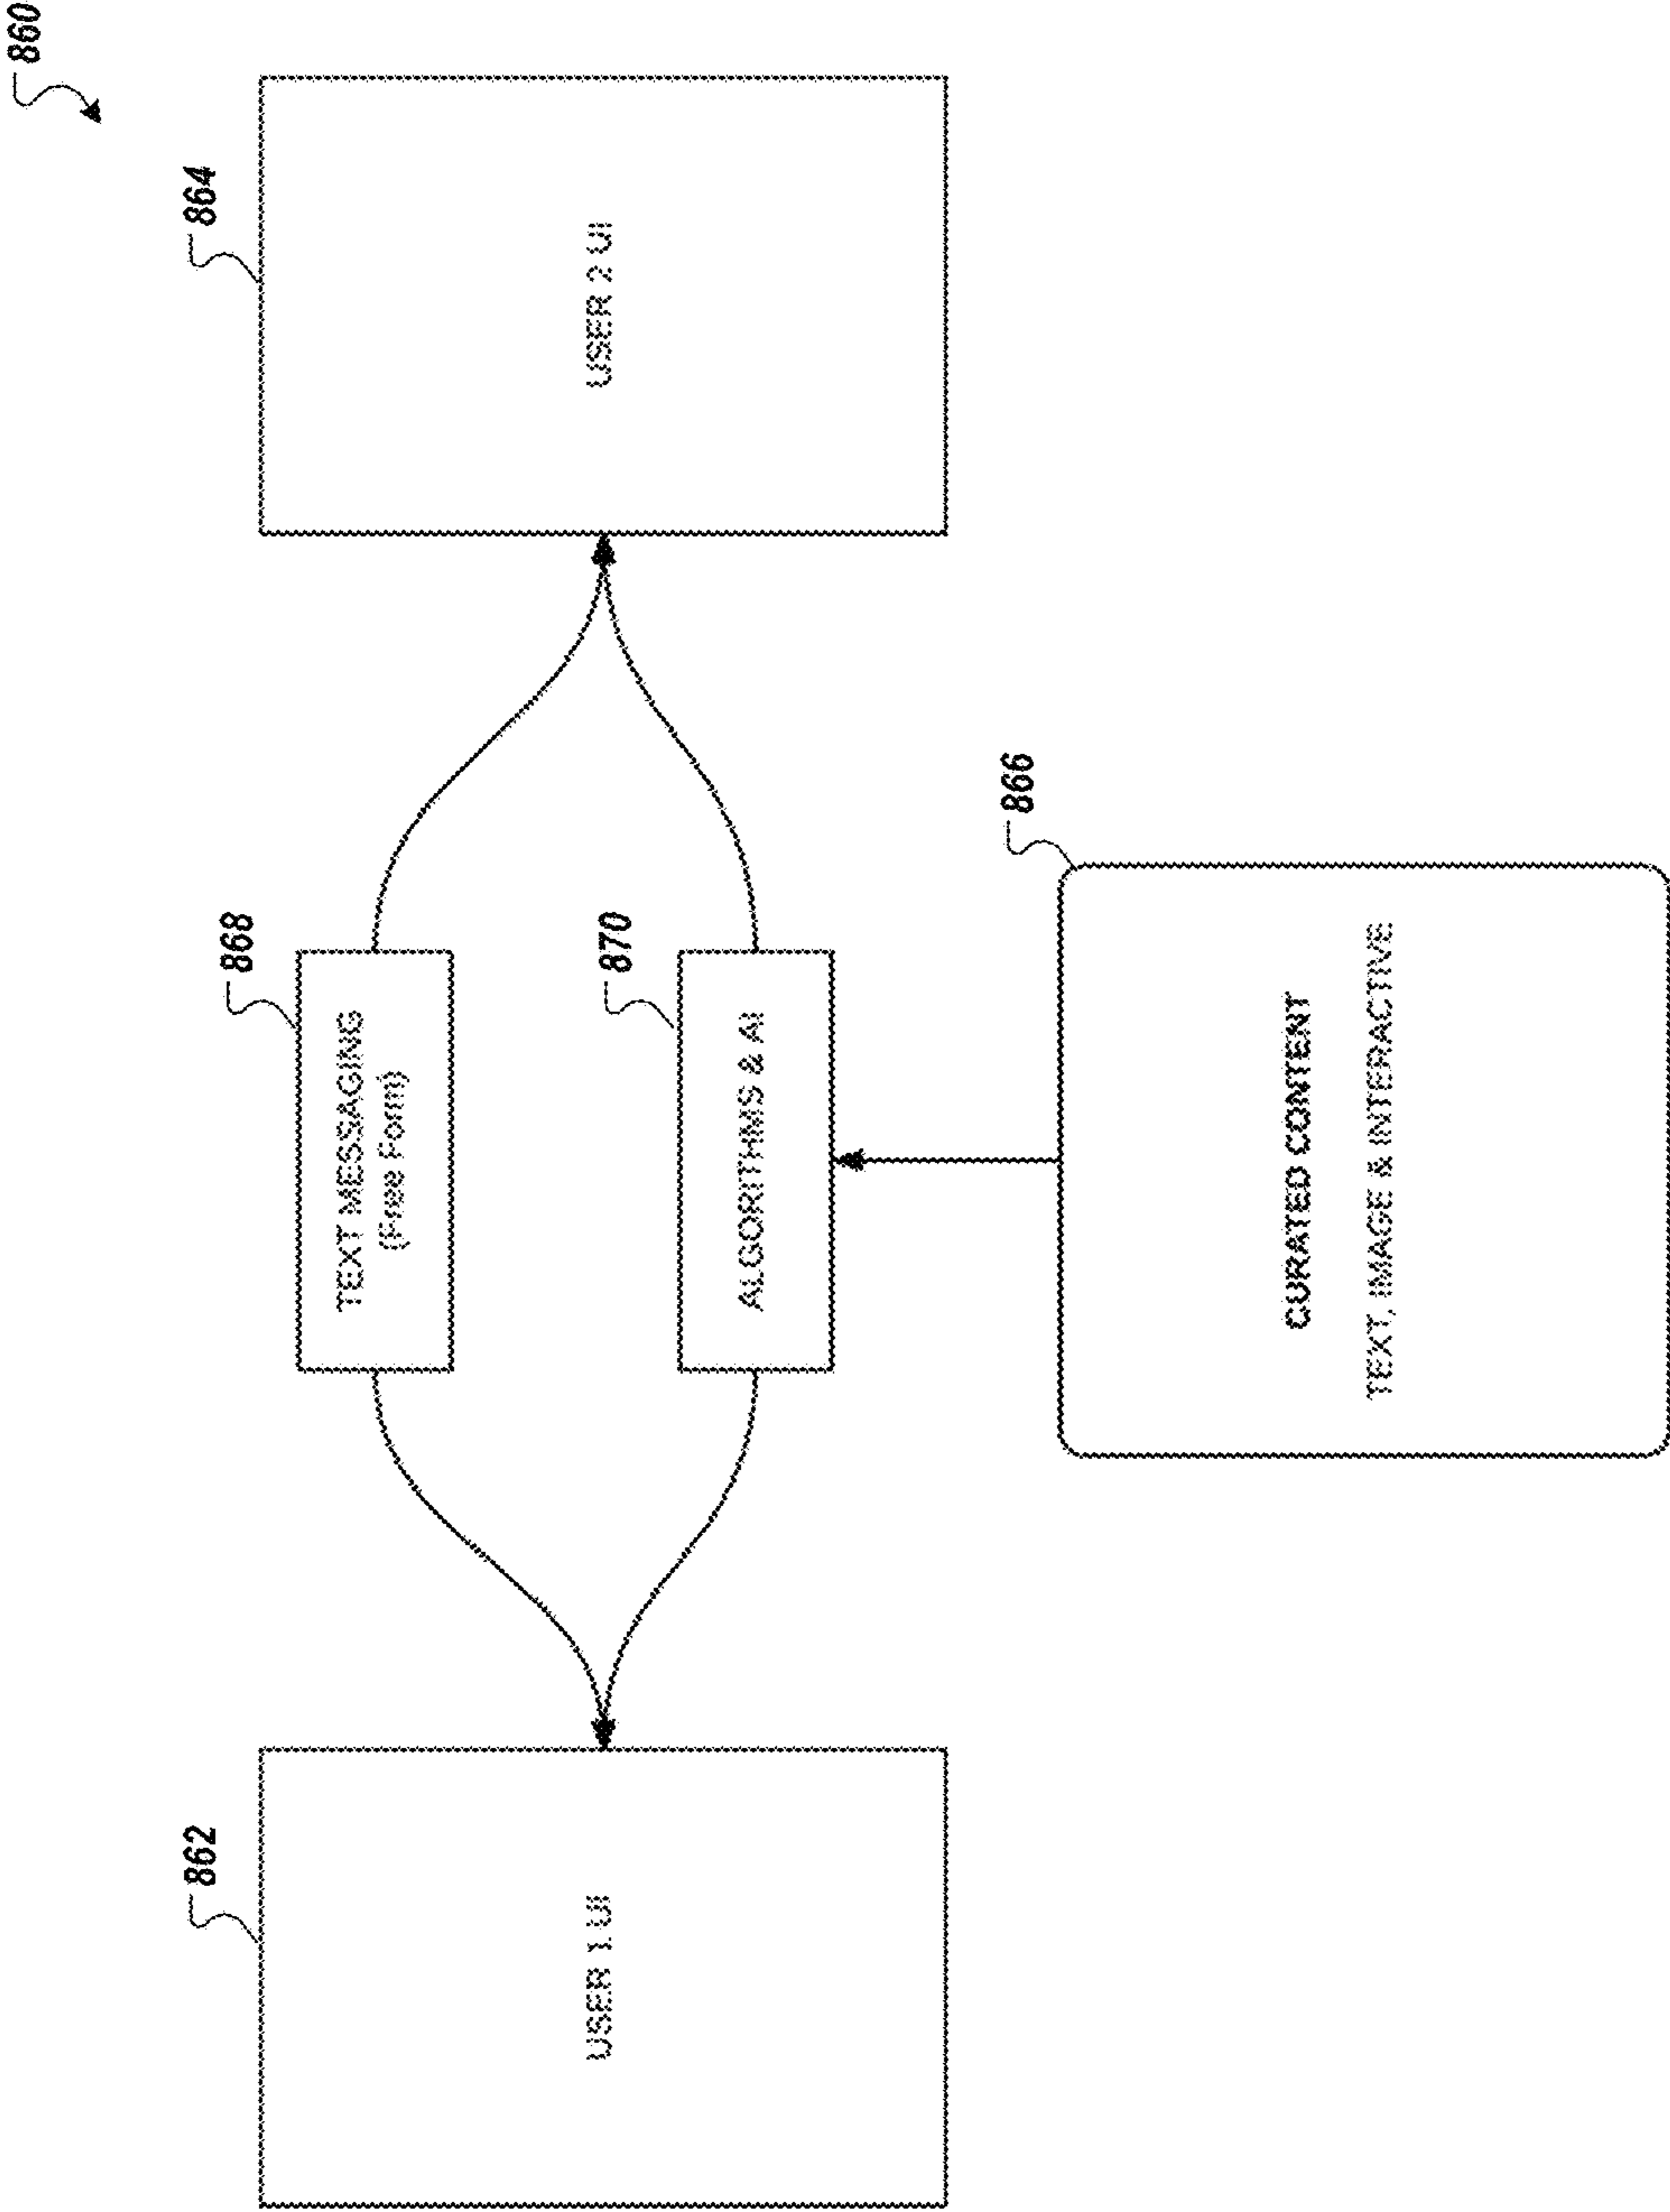 860
862
USER 1 UI
868
TEXT MESSAGING
(Free Form)
864
USER 2 UI
870
ALGORITHMS & AI
866
CURATED CONTENT
TEXT, IMAGE & INTERACTIVE